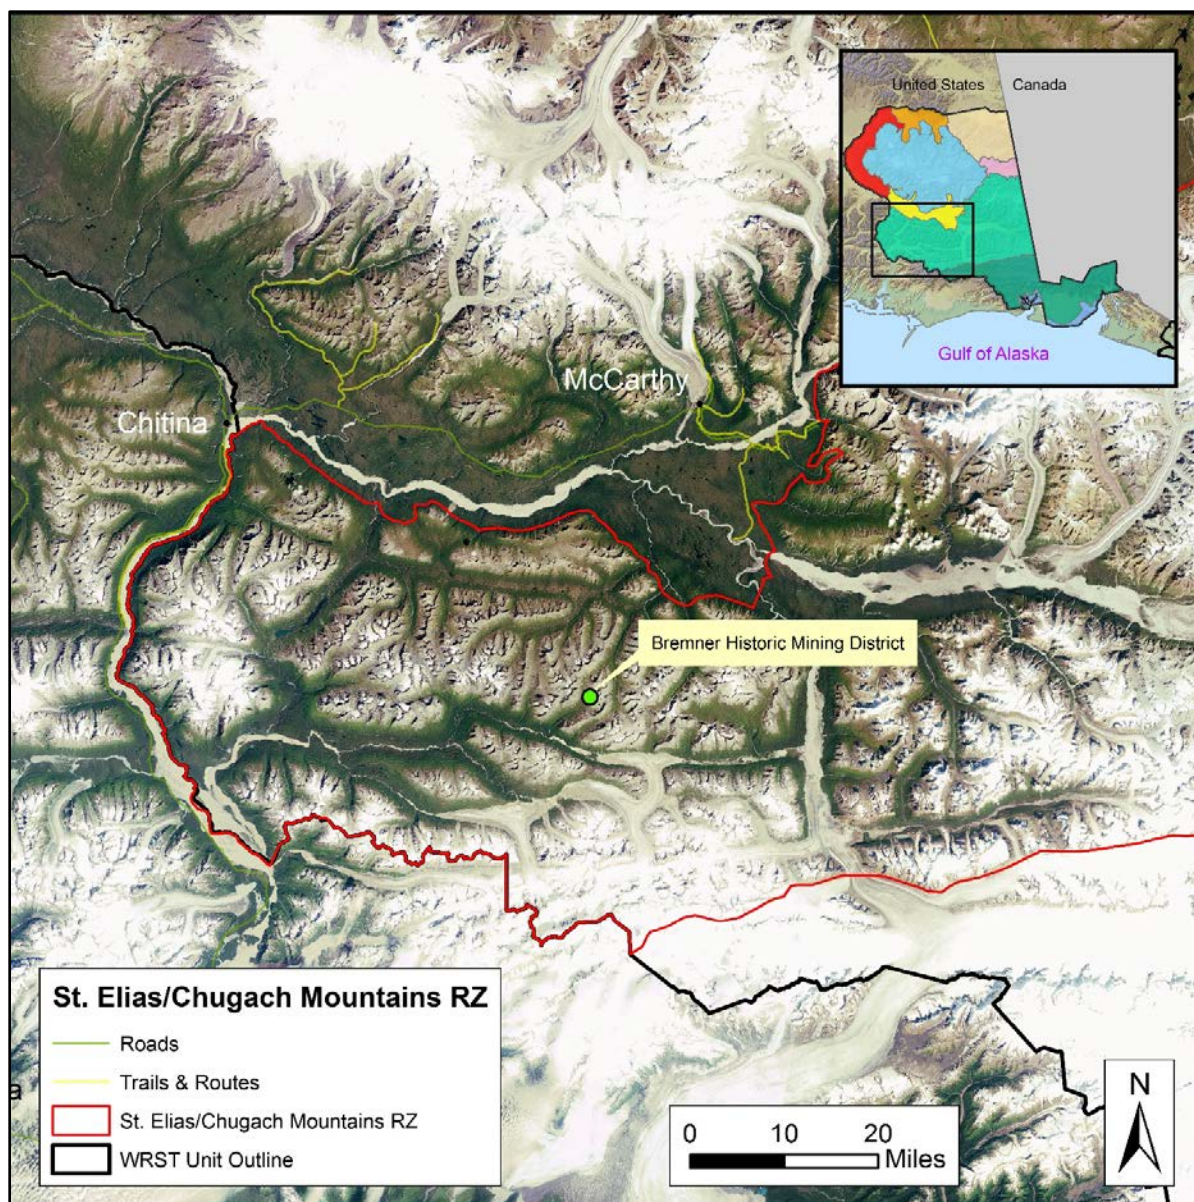 United States
Canada
Gulf of Alaska
McCarthy
Chitina
Bremner Historic Mining District
St. Elias/Chugach Mountains RZ
Roads
Trails & Routes
St. Elias/Chugach Mountains RZ
WRST Unit Outline
a
0 10 20
Miles
N